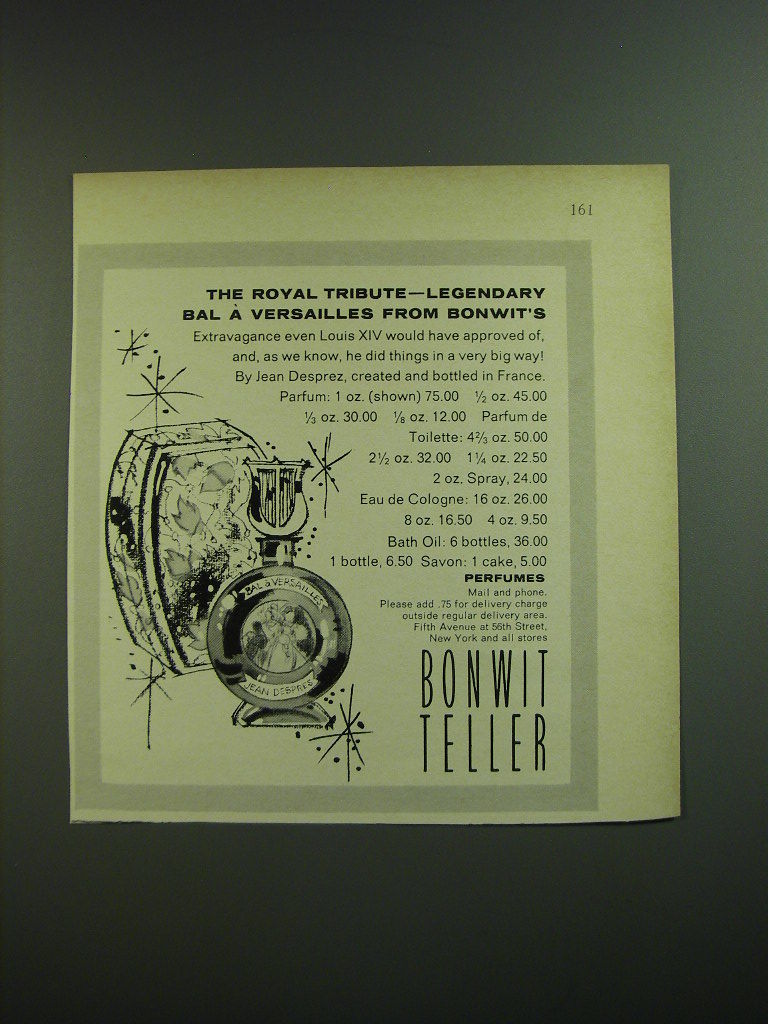 161
THE ROYAL TRIBUTE—LEGENDARY
BAL À VERSAILLES FROM BONWIT'S
Extravagance even Louis XIV would have approved of,
and, as we know, he did things in a very big way!
By Jean Desprez, created and bottled in France.
Parfum: 1 oz. (shown) 75.00 ½ oz. 45.00
⅓ oz. 30.00 ⅛ oz. 12.00 Parfum de
Toilette: 4⅔ oz. 50.00
2½ oz. 32.00 1¼ oz. 22.50
2 oz. Spray, 24.00
Eau de Cologne: 16 oz. 26.00
8 oz. 16.50 4 oz. 9.50
Bath Oil: 6 bottles, 36.00
1 bottle, 6.50 Savon: 1 cake, 5.00
PERFUMES
Mail and phone.
Please add .75 for delivery charge
outside regular delivery area.
Fifth Avenue at 56th Street,
New York and all stores
BONWIT
TELLER
BAL à VERSAILLES
JEAN DESPRES